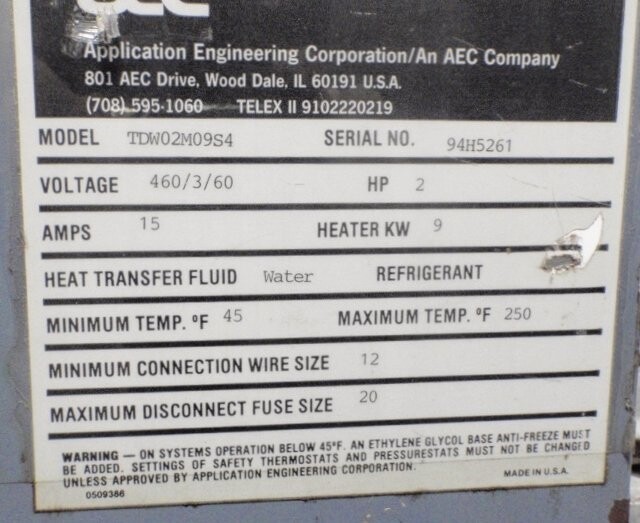 AEC
Application Engineering Corporation/An AEC Company
801 AEC Drive, Wood Dale, IL 60191 U.S.A.
(708) 595-1060 TELEX II 9102220219
MODEL TDW02M09S4 SERIAL NO. 94H5261
VOLTAGE 460/3/60 HP 2
AMPS 15 HEATER KW 9
HEAT TRANSFER FLUID Water REFRIGERANT
MINIMUM TEMP. ºF 45 MAXIMUM TEMP. ºF 250
MINIMUM CONNECTION WIRE SIZE 12
MAXIMUM DISCONNECT FUSE SIZE 20
WARNING — ON SYSTEMS OPERATION BELOW 45°F. AN ETHYLENE GLYCOL BASE ANTI-FREEZE MUST
BE ADDED. SETTINGS OF SAFETY THERMOSTATS AND PRESSURESTATS MUST NOT BE CHANGED
UNLESS APPROVED BY APPLICATION ENGINEERING CORPORATION. MADE IN U.S.A.
0509386